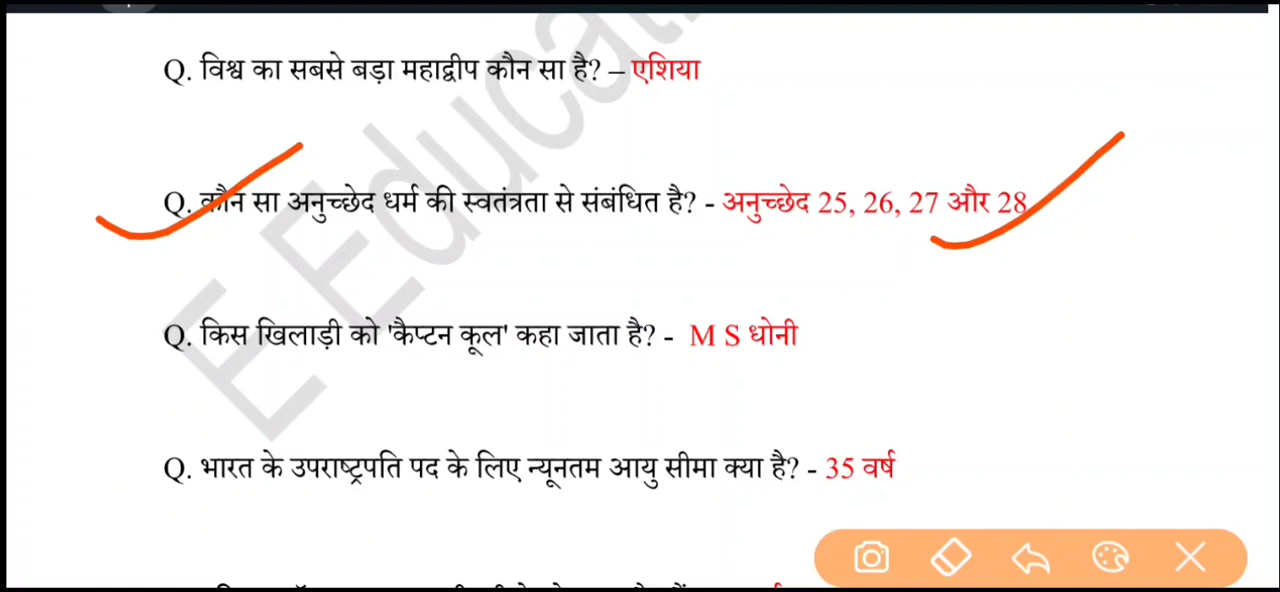 Q. विश्व का सबसे बड़ा महाद्वीप कौन सा है? – एशिया
Q. कौन सा अनुच्छेद धर्म की स्वतंत्रता से संबंधित है? - अनुच्छेद 25, 26, 27 और 28
Q. किस खिलाड़ी को 'कैप्टन कूल' कहा जाता है? - M S धोनी
Q. भारत के उपराष्ट्रपति पद के लिए न्यूनतम आयु सीमा क्या है? - 35 वर्ष